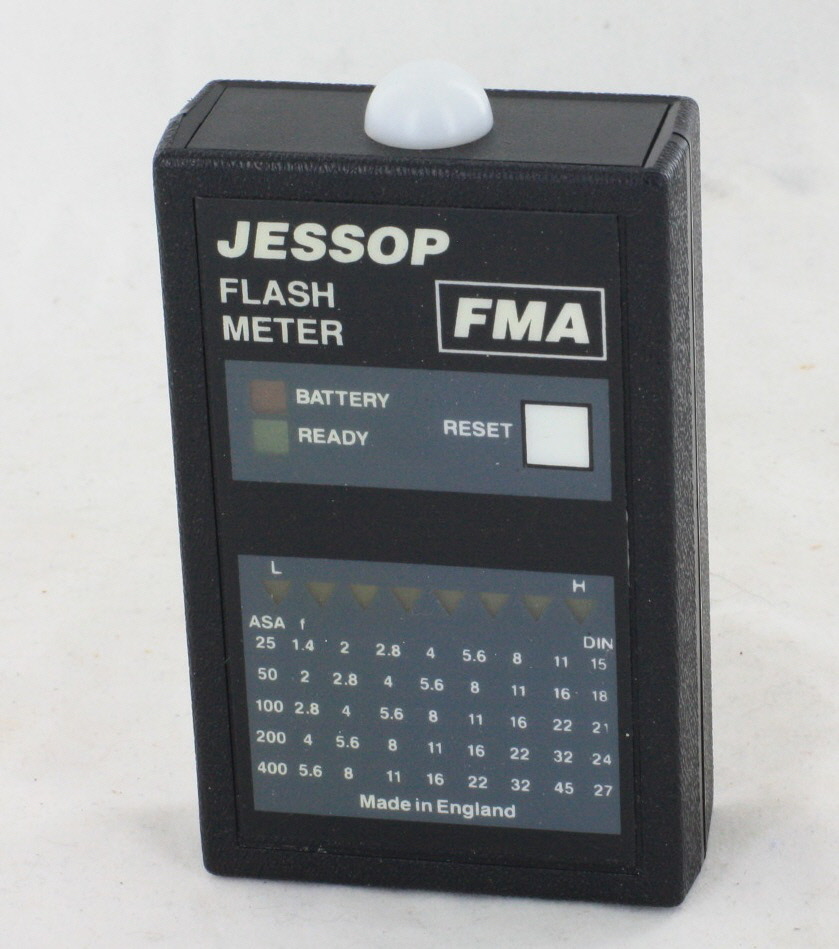 JESSOP
FLASH
METER
FMA
BATTERY
READY
RESET
L H
ASA f DIN
25 1.4 2 2.8 4 5.6 8 11 15
50 2 2.8 4 5.6 8 11 16 18
100 2.8 4 5.6 8 11 16 22 21
200 4 5.6 8 11 16 22 32 24
400 5.6 8 11 16 22 32 45 27
Made in England